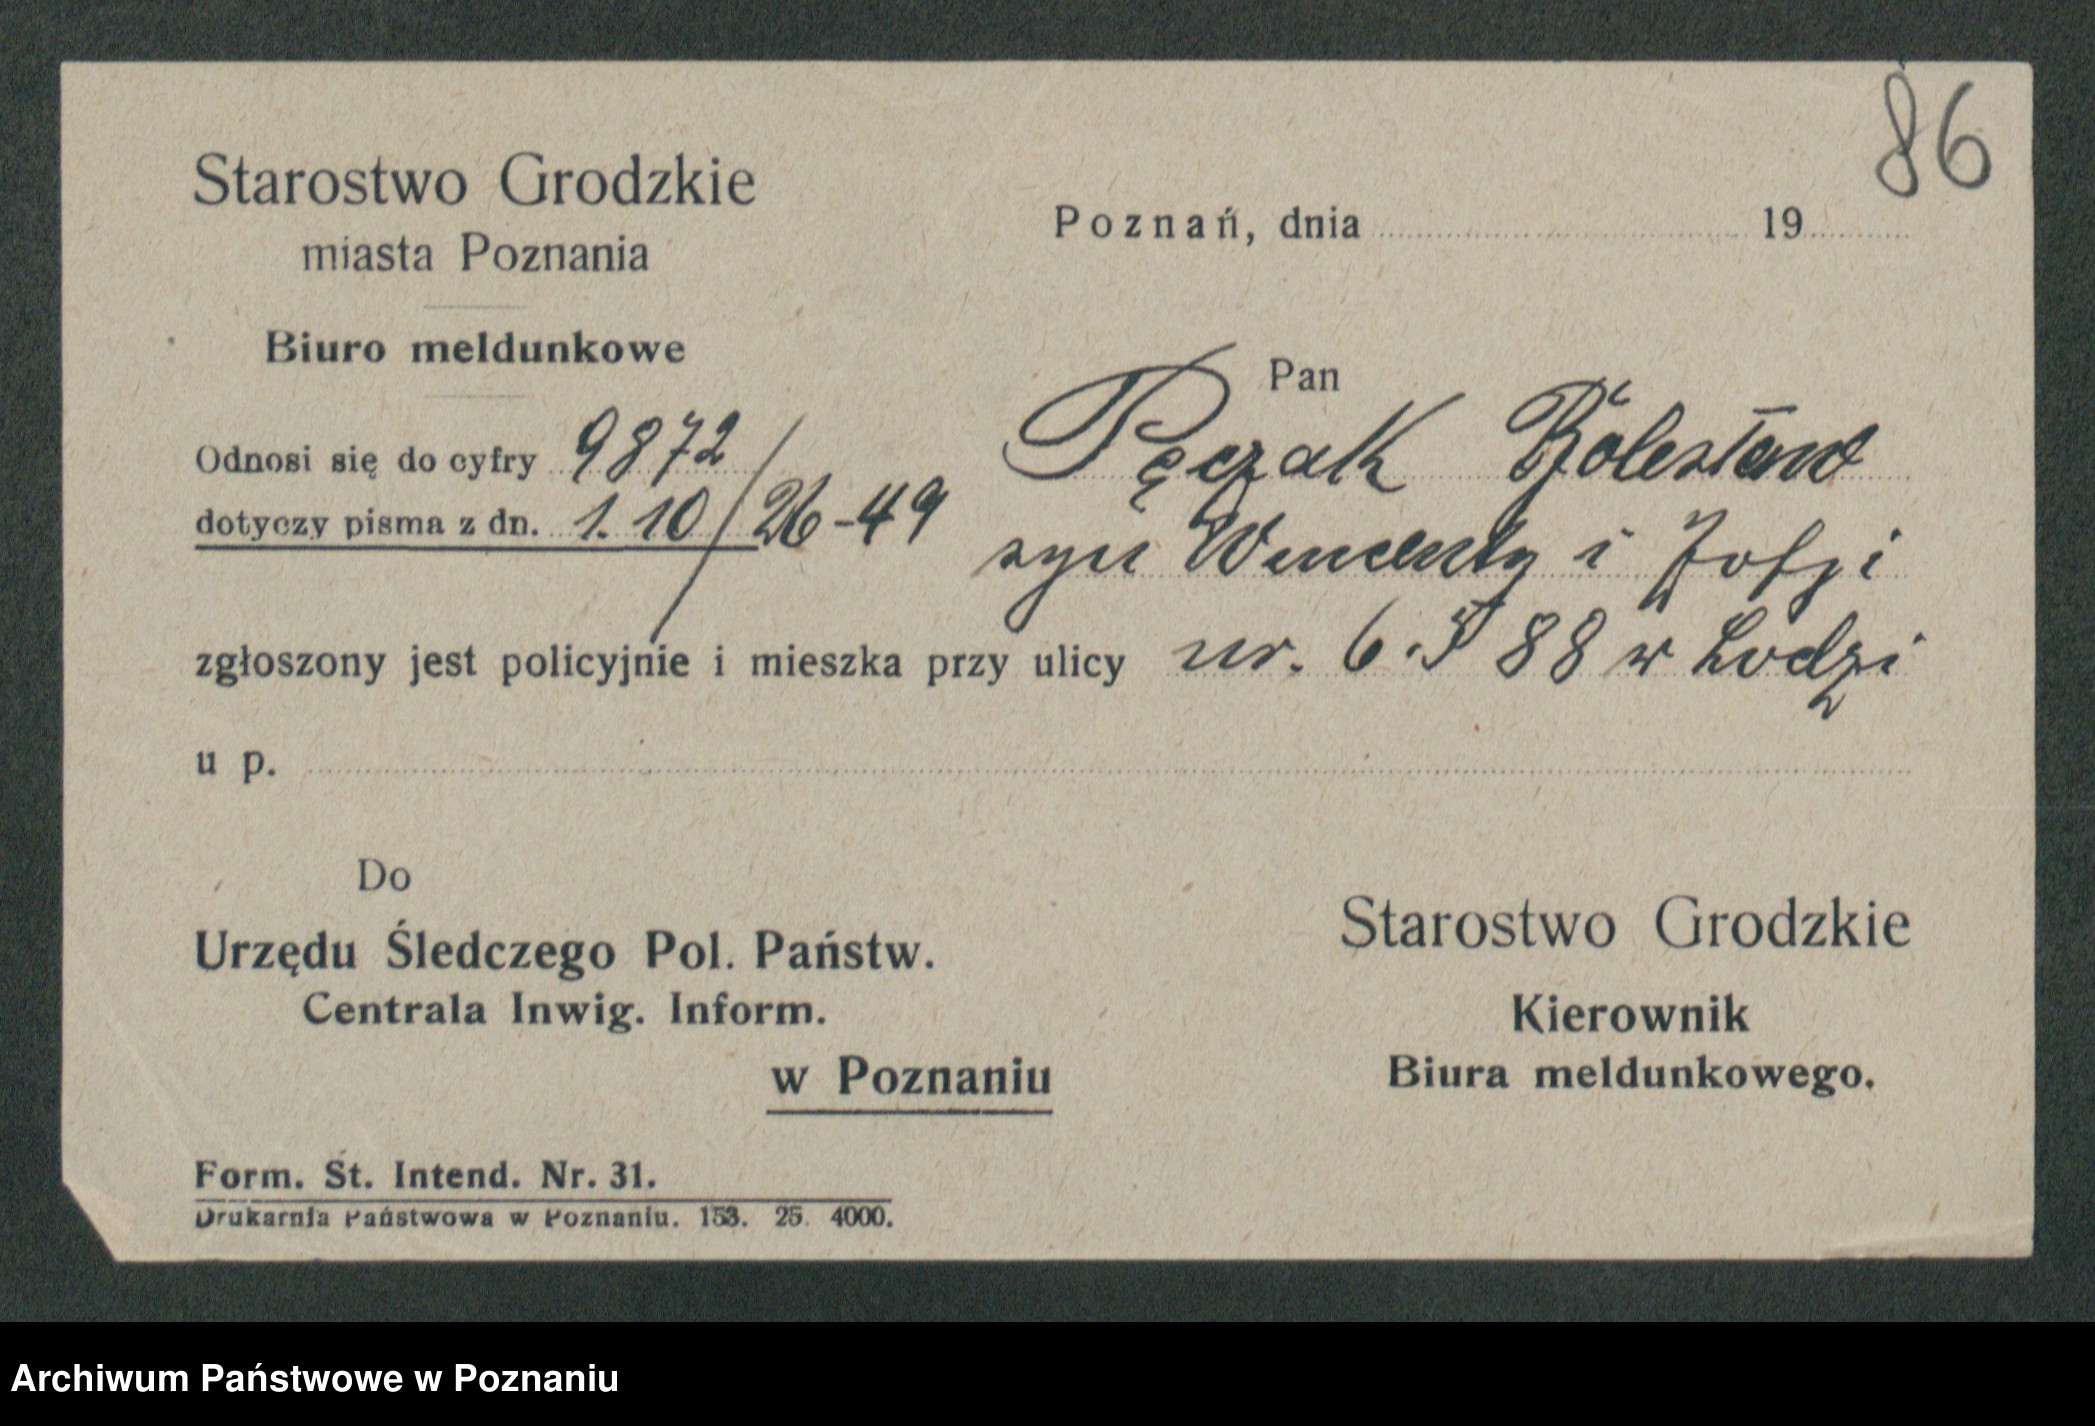 86
Starostwo Grodzkie
miasta Poznania
Poznań, dnia 19
Biuro meldunkowe
Pan
Odnosi się do cyfry 9872
dotyczy pisma z dn. 1. 10/26-49
Pęczak Bolesław
syn Wincenty i Zofji
zgłoszony jest policyjnie i mieszka przy ulicy ur. 6. 5 88 w Łodzi
u p.
Do
Urzędu Śledczego Pol. Państw.
Centrala Inwig. Inform.
w Poznaniu
Starostwo Grodzkie
Kierownik
Biura meldunkowego.
Form. St. Intend. Nr. 31.
Drukarnia Państwowa w Poznaniu. 153. 25. 4000.
Archiwum Państwowe w Poznaniu